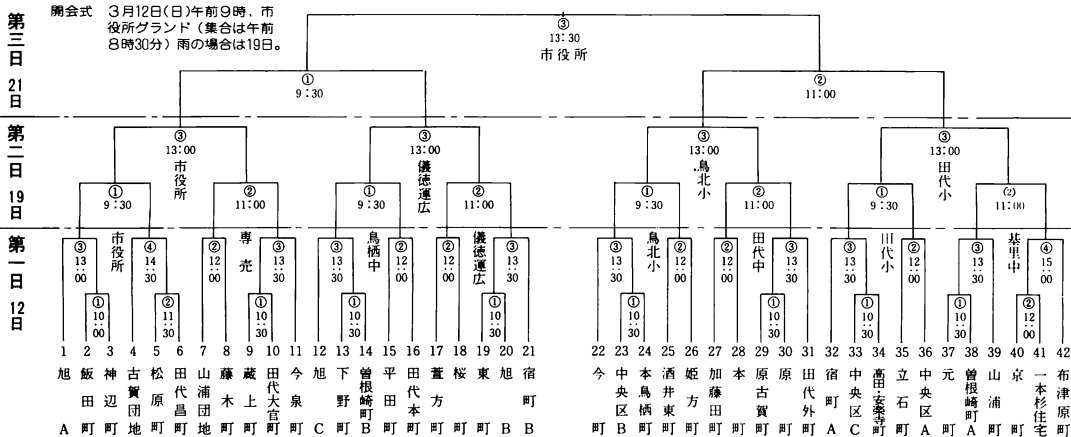 開会式 3月12日(日)午前9時、市
役所グランド(集合は午前
8時30分)雨の場合は19日。
第三日 21日
③
13:30
市役所
①
9:30
②
11:00
第二日 19日
③
13:00
市役所
③
13:00
儀徳運広
③
13:00
鳥北小
③
13:00
田代小
①
9:30
②
11:00
①
9:30
②
11:00
①
9:30
②
11:00
①
9:30
(2)
11:00
第一日 12日
市役所
専売
鳥栖中
儀徳運広
鳥北小
田代中
田代小
基里中
③ 13:00
④ 14:30
② 12:00
③ 13:30
③ 13:30
② 12:00
② 12:00
③ 13:30
③ 13:30
② 12:00
② 12:00
③ 13:30
③ 13:30
② 12:00
③ 13:30
④ 15:00
① 10:00
② 11:30
① 10:30
① 10:30
① 10:30
① 10:30
① 10:30
① 10:30
① 10:30
② 12:00
1 旭A
2 飯田町
3 神辺町
4 古賀団地
5 松原町
6 田代昌町
7 山浦団地
8 藤木町
9 蔵上町
10 田代大官町
11 今泉町
12 旭C
13 下野町
14 曽根崎町B
15 平田町
16 田代本町
17 萱方町
18 桜町
19 東町
20 旭B
21 宿町B
22 今町
23 中央区B
24 本鳥栖町
25 酒井東町
26 姫方町
27 加藤田町
28 本町
29 原古賀町
30 原町
31 田代外町
32 宿町A
33 中央区C
34 高田・安楽寺町
35 立石町
36 中央区A
37 元町
38 曽根崎町A
39 山浦町
40 京町
41 一本杉住宅
42 布津原町